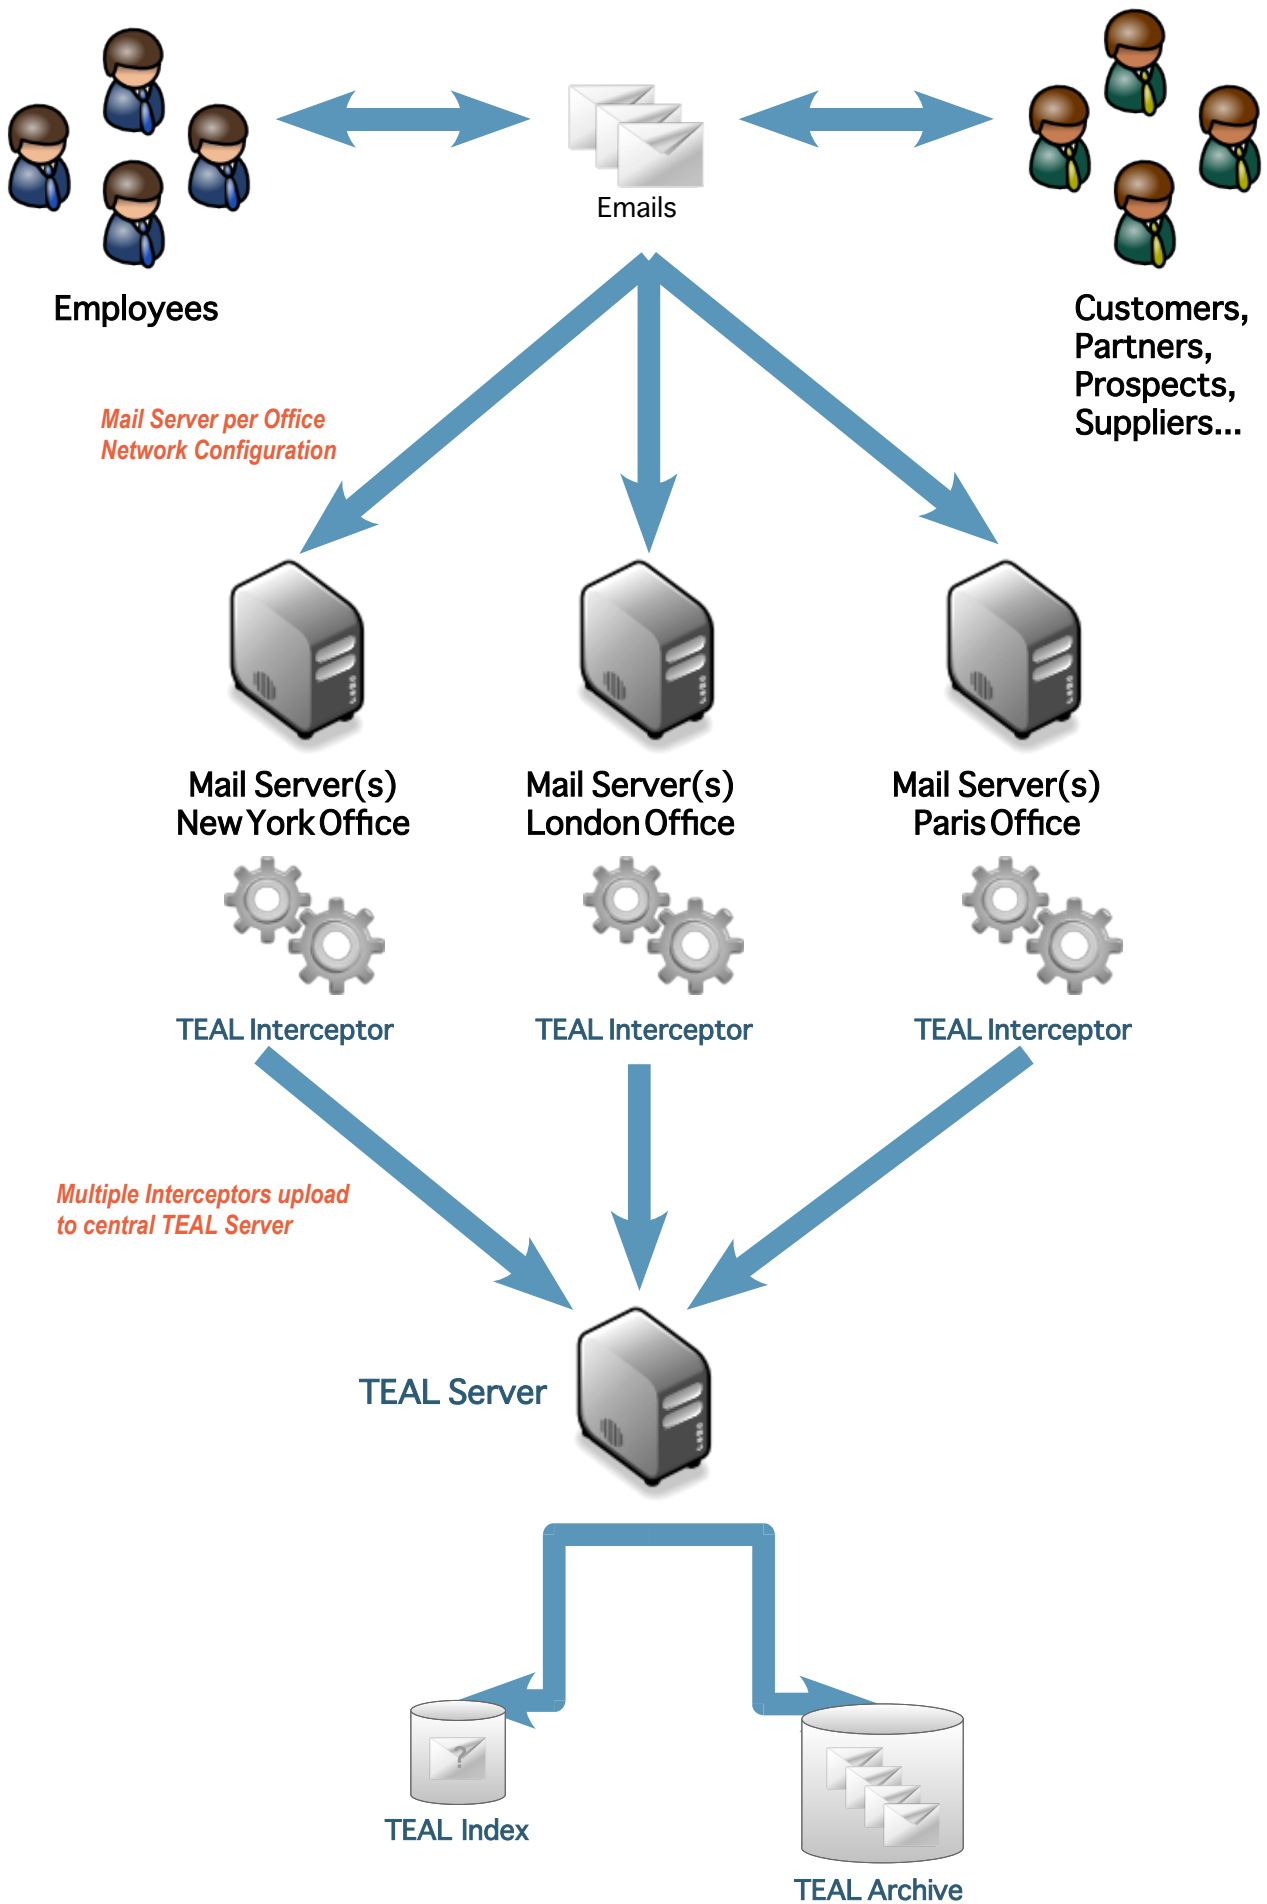 Emails
Employees
Customers,
Partners,
Prospects,
Suppliers...
Mail Server per Office
Network Configuration
Mail Server(s)
New York Office
Mail Server(s)
London Office
Mail Server(s)
Paris Office
TEAL Interceptor
TEAL Interceptor
TEAL Interceptor
Multiple Interceptors upload
to central TEAL Server
TEAL Server
?
TEAL Index
TEAL Archive